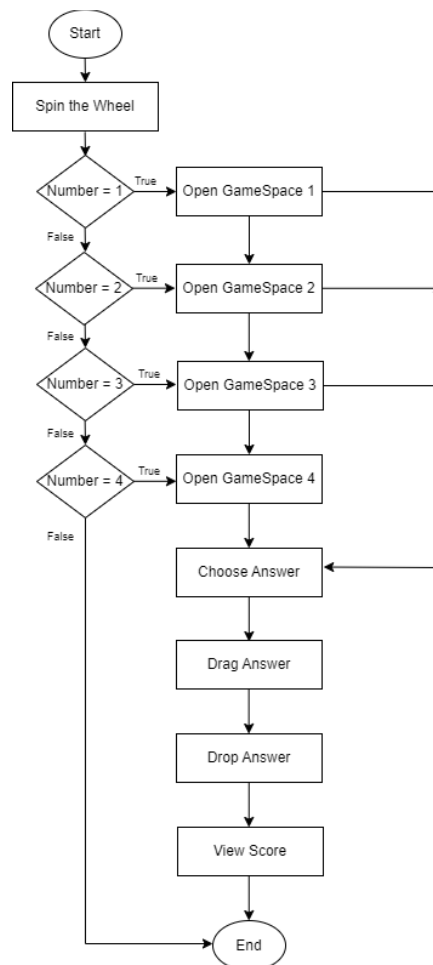 Start
Spin the Wheel
Number = 1
True
Open GameSpace 1
False
Number = 2
True
Open GameSpace 2
False
Number = 3
True
Open GameSpace 3
False
Number = 4
True
Open GameSpace 4
False
Choose Answer
Drag Answer
Drop Answer
View Score
End